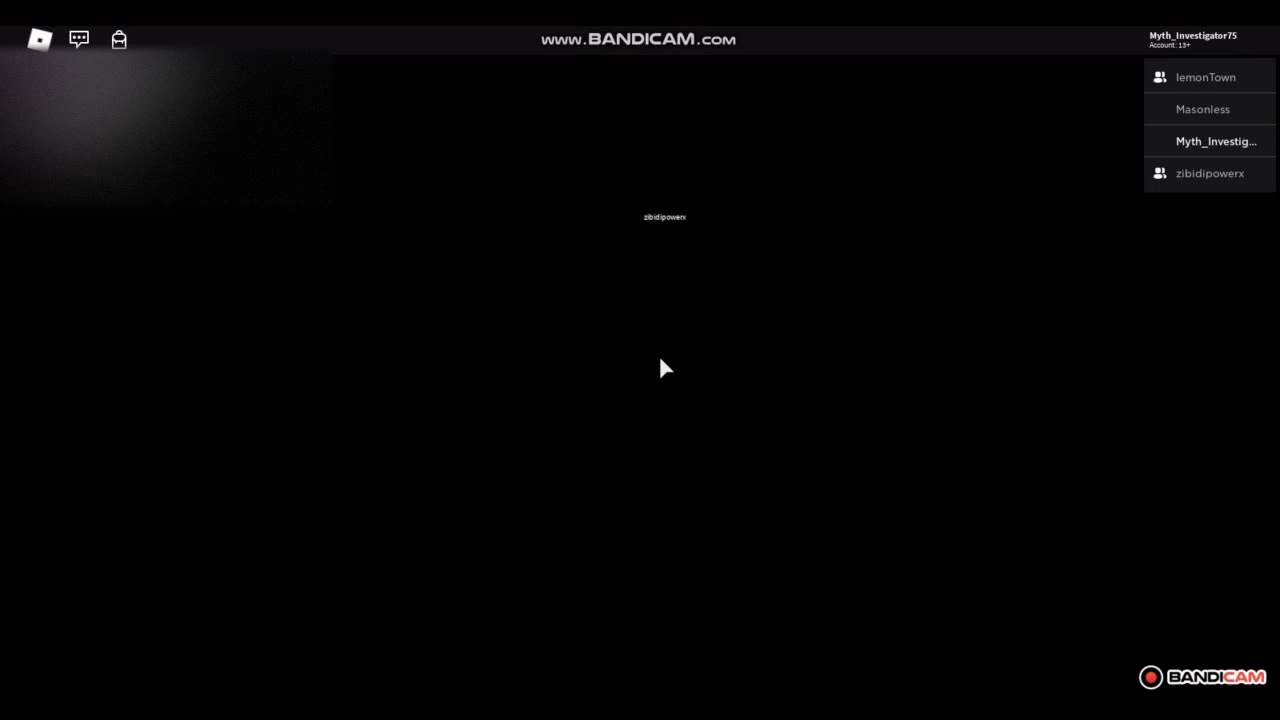 www.BANDICAM.com
Myth_Investigator75
Account: 13+
lemonTown
Masonless
Myth_Investig...
zibidipowerx
zibidipowerx
BANDICAM